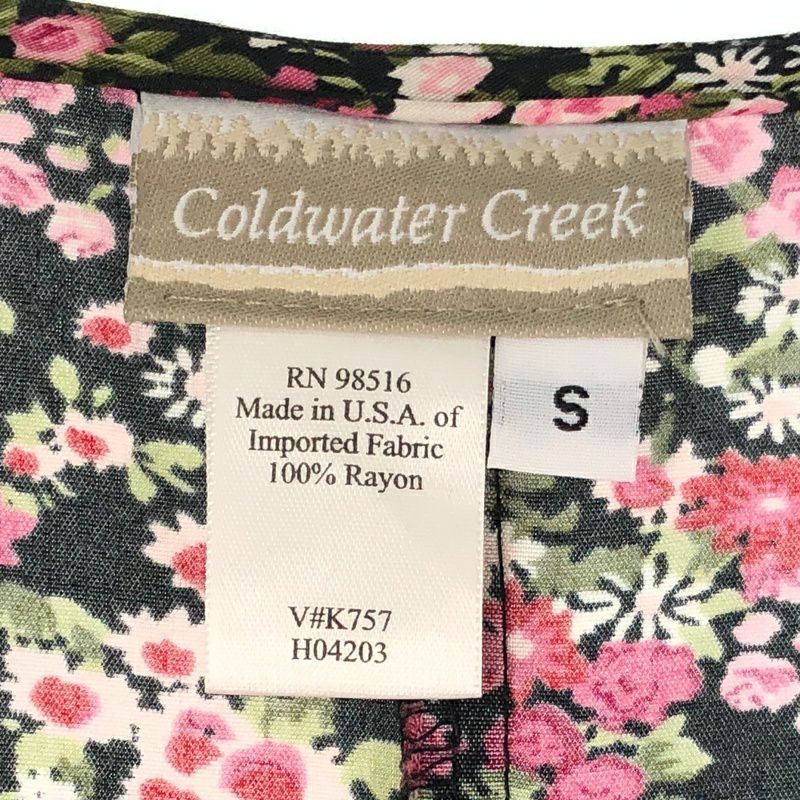 Coldwater Creek
RN 98516
Made in U.S.A. of
Imported Fabric
100% Rayon
S
V#K757
H04203